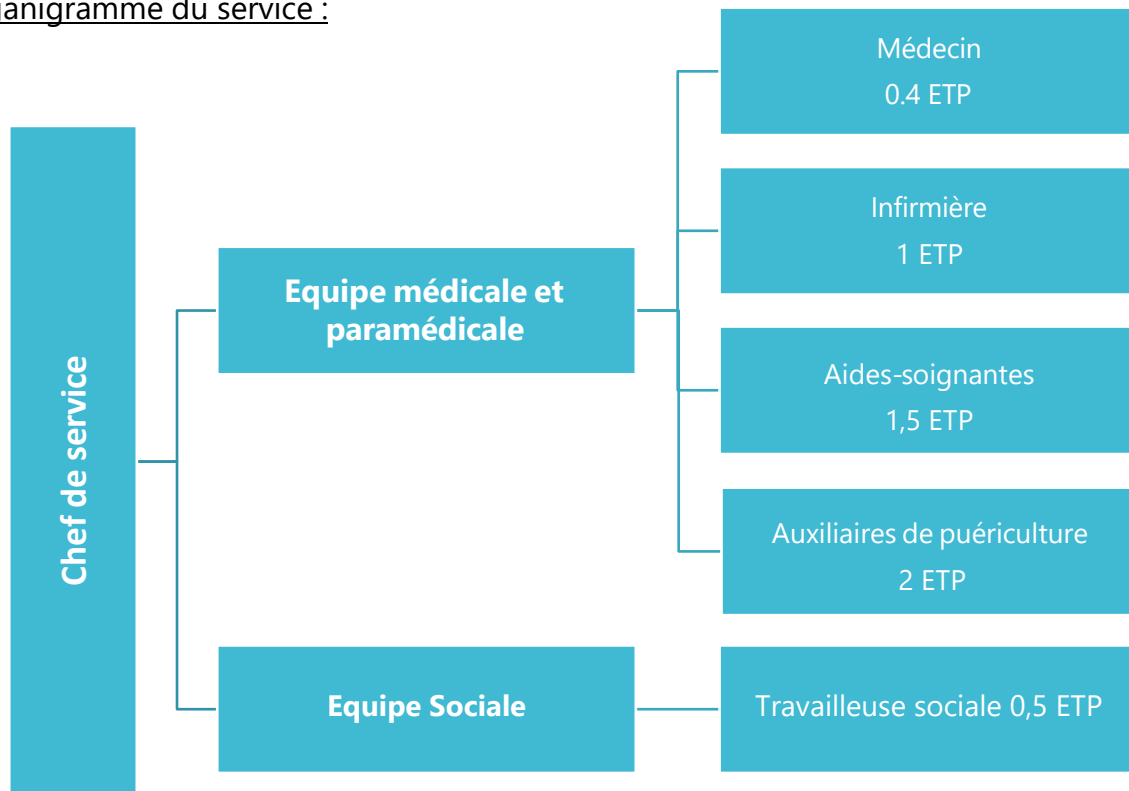 du service :
Chef de service
Equipe médicale et
paramédicale
Médecin
0.4 ETP
Infirmière
1 ETP
Aides-soignantes
1,5 ETP
Auxiliaires de puériculture
2 ETP
Equipe Sociale
Travailleuse sociale 0,5 ETP